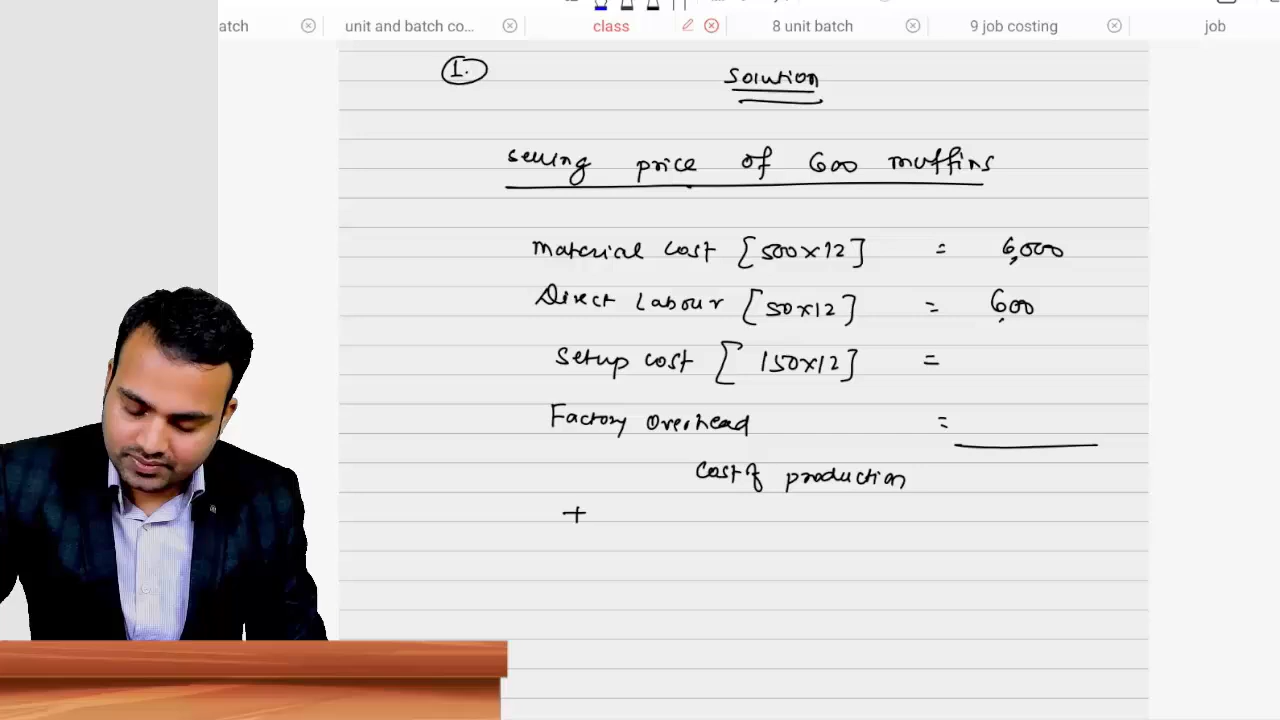 atch unit and batch co... class 8 unit batch 9 job costing job
1.
Solution
Selling price of 600 muffins
Material cost [500x12] = 6,000
Direct Labour [50x12] = 600
Setup cost [150x12] =
Factory Overhead =
Cost of production
+